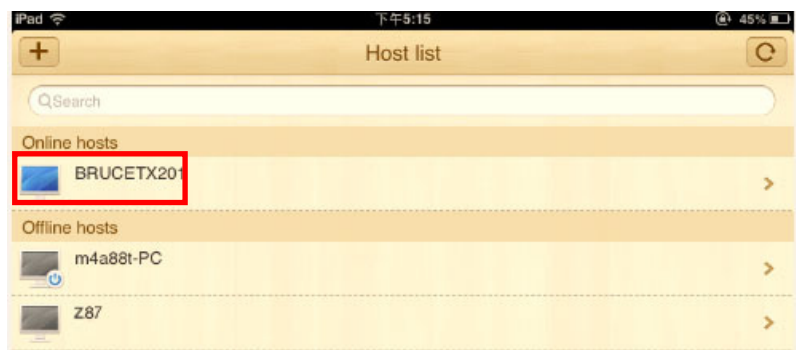 iPad 下午5:15 45%
Host list
Search
Online hosts
BRUCETX201
Offline hosts
m4a88t-PC
Z87